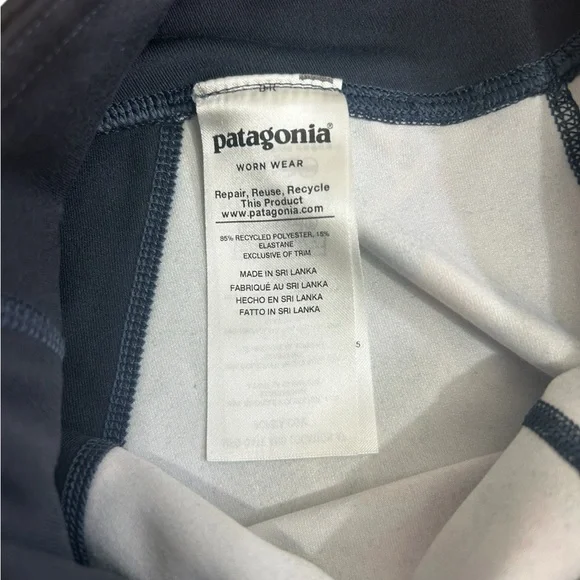 patagonia®
WORN WEAR
Repair, Reuse, Recycle
This Product
www.patagonia.com
85% RECYCLED POLYESTER, 15%
ELASTANE
EXCLUSIVE OF TRIM
MADE IN SRI LANKA
FABRIQUÉ AU SRI LANKA
HECHO EN SRI LANKA
FATTO IN SRI LANKA
5